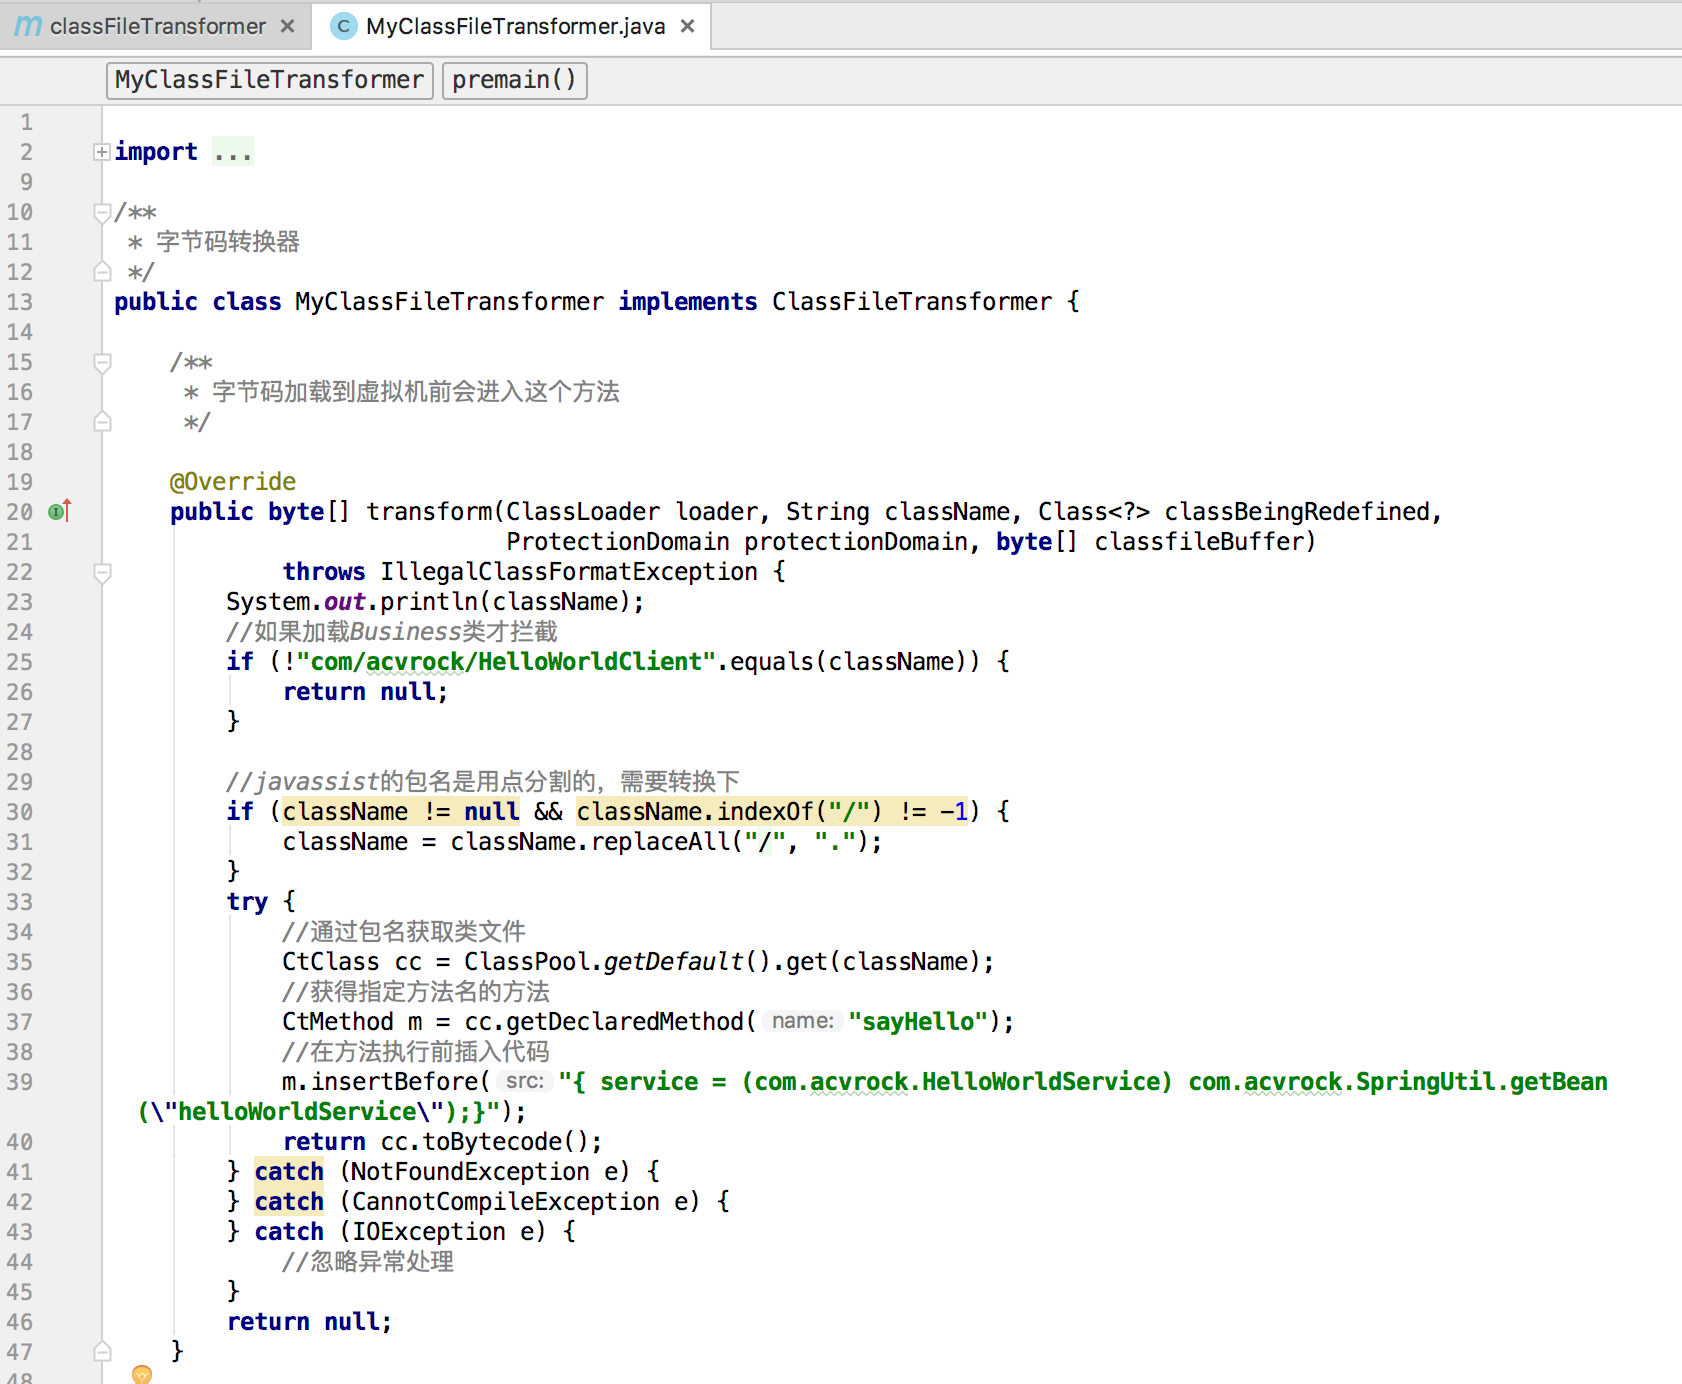 classFileTransformer × MyClassFileTransformer.java ×
MyClassFileTransformer premain()
1
2 import ...
9
10 /**
11  * 字节码转换器
12  */
13 public class MyClassFileTransformer implements ClassFileTransformer {
14
15     /**
16      * 字节码加载到虚拟机前会进入这个方法
17      */
18
19     @Override
20     public byte[] transform(ClassLoader loader, String className, Class<?> classBeingRedefined,
21                             ProtectionDomain protectionDomain, byte[] classfileBuffer)
22             throws IllegalClassFormatException {
23         System.out.println(className);
24         //如果加载Business类才拦截
25         if (!"com/acvrock/HelloWorldClient".equals(className)) {
26             return null;
27         }
28
29         //javassist的包名是用点分割的，需要转换下
30         if (className != null && className.indexOf("/") != -1) {
31             className = className.replaceAll("/", ".");
32         }
33         try {
34             //通过包名获取类文件
35             CtClass cc = ClassPool.getDefault().get(className);
36             //获得指定方法名的方法
37             CtMethod m = cc.getDeclaredMethod( name: "sayHello");
38             //在方法执行前插入代码
39             m.insertBefore( src: "{ service = (com.acvrock.HelloWorldService) com.acvrock.SpringUtil.getBean
(\"helloWorldService\");}");
40             return cc.toBytecode();
41         } catch (NotFoundException e) {
42         } catch (CannotCompileException e) {
43         } catch (IOException e) {
44             //忽略异常处理
45         }
46         return null;
47     }
48